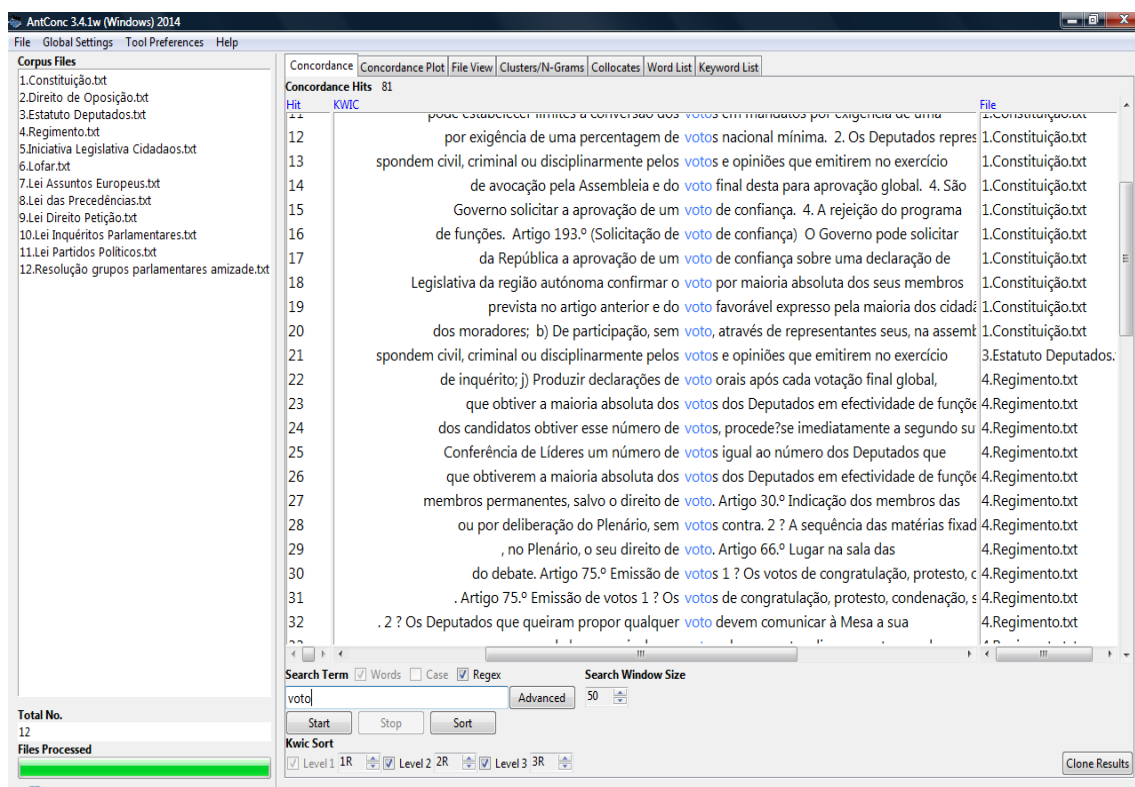 AntConc 3.4.1w (Windows) 2014
File Global Settings Tool Preferences Help
Corpus Files
1.Constituição.txt
2.Direito de Oposição.txt
3.Estatuto Deputados.txt
4.Regimento.txt
5.Iniciativa Legislativa Cidadaos.txt
6.Lofar.txt
7.Lei Assuntos Europeus.txt
8.Lei das Precedências.txt
9.Lei Direito Petição.txt
10.Lei Inquéritos Parlamentares.txt
11.Lei Partidos Políticos.txt
12.Resolução grupos parlamentares amizade.txt
Total No.
12
Files Processed
Concordance Concordance Plot File View Clusters/N-Grams Collocates Word List Keyword List
Concordance Hits 81
Hit KWIC File
11 pode estabelecer limites à conversão dos votos em mandatos por exigência de uma 1.Constituição.txt
12 por exigência de uma percentagem de votos nacional mínima. 2. Os Deputados repres 1.Constituição.txt
13 spondem civil, criminal ou disciplinarmente pelos votos e opiniões que emitirem no exercício 1.Constituição.txt
14 de avocação pela Assembleia e do voto final desta para aprovação global. 4. São 1.Constituição.txt
15 Governo solicitar a aprovação de um voto de confiança. 4. A rejeição do programa 1.Constituição.txt
16 de funções. Artigo 193.º (Solicitação de voto de confiança) O Governo pode solicitar 1.Constituição.txt
17 da República a aprovação de um voto de confiança sobre uma declaração de 1.Constituição.txt
18 Legislativa da região autónoma confirmar o voto por maioria absoluta dos seus membros 1.Constituição.txt
19 prevista no artigo anterior e do voto favorável expresso pela maioria dos cidadã 1.Constituição.txt
20 dos moradores; b) De participação, sem voto, através de representantes seus, na assemb 1.Constituição.txt
21 spondem civil, criminal ou disciplinarmente pelos votos e opiniões que emitirem no exercício 3.Estatuto Deputados.
22 de inquérito; j) Produzir declarações de voto orais após cada votação final global, 4.Regimento.txt
23 que obtiver a maioria absoluta dos votos dos Deputados em efectividade de funçõe 4.Regimento.txt
24 dos candidatos obtiver esse número de votos, procede?se imediatamente a segundo su 4.Regimento.txt
25 Conferência de Líderes um número de votos igual ao número dos Deputados que 4.Regimento.txt
26 que obtiverem a maioria absoluta dos votos dos Deputados em efectividade de funçõe 4.Regimento.txt
27 membros permanentes, salvo o direito de voto. Artigo 30.º Indicação dos membros das 4.Regimento.txt
28 ou por deliberação do Plenário, sem votos contra. 2 ? A sequência das matérias fixad 4.Regimento.txt
29 , no Plenário, o seu direito de voto. Artigo 66.º Lugar na sala das 4.Regimento.txt
30 do debate. Artigo 75.º Emissão de votos 1 ? Os votos de congratulação, protesto, c 4.Regimento.txt
31 . Artigo 75.º Emissão de votos 1 ? Os votos de congratulação, protesto, condenação, s 4.Regimento.txt
32 . 2 ? Os Deputados que queiram propor qualquer voto devem comunicar à Mesa a sua 4.Regimento.txt
Search Term Words Case Regex Search Window Size
voto Advanced 50
Start Stop Sort
Kwic Sort
Level 1 1R Level 2 2R Level 3 3R Clone Results